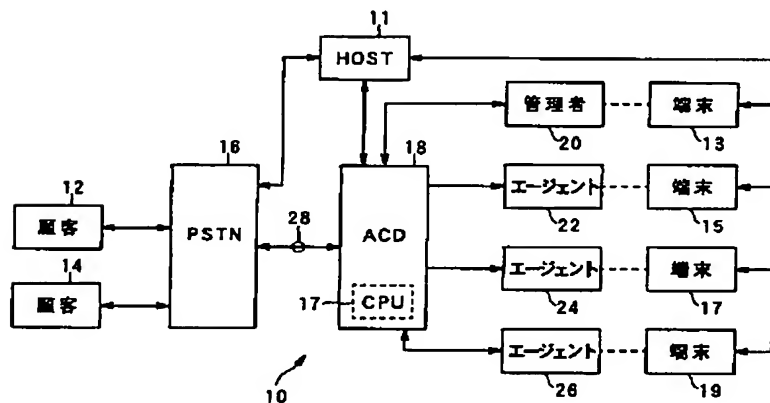 11
HOST
管理者
20
端末
13
16
PSTN
18
ACD
17
CPU
12
顧客
14
顧客
28
エージェント
22
端末
15
エージェント
24
端末
17
エージェント
26
端末
19
10